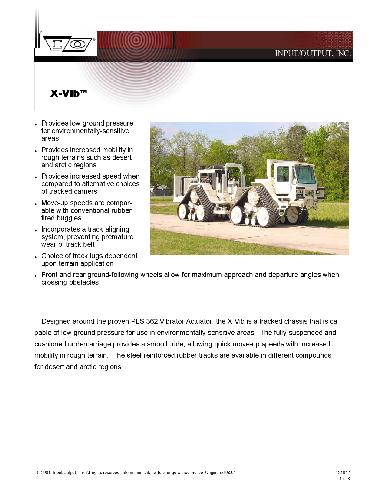 I/O®
INPUT/OUTPUT, INC.
X-Vib™
• Provides low ground pressure
for environmentally-sensitive
areas
• Provides increased mobility in
rough terrains such as desert
and arctic regions
• Provides increased speed when
compared to alternative choices
of tracked carriers
• Move-up speeds are compar-
able with conventional rubber
tired buggies
• Incorporates a track aligning
system, preventing premature
wear of track belt
• Choice of track lugs dependent
upon terrain application
• Front and rear ground-following wheels allow for maximum approach and departure angles when
crossing obstacles
Designed around the proven PLS 362 Vibrator Actuator, the X-Vib is a tracked chassis that is ca
pable of low ground pressure for use in environmentally sensitive areas. The fully suspended and
cushioned undercarriage provides a smooth ride, allowing quick move-up speeds with increased
mobility in rough terrain. The steel reinforced rubber tracks are available in different compounds
for desert and arctic regions.